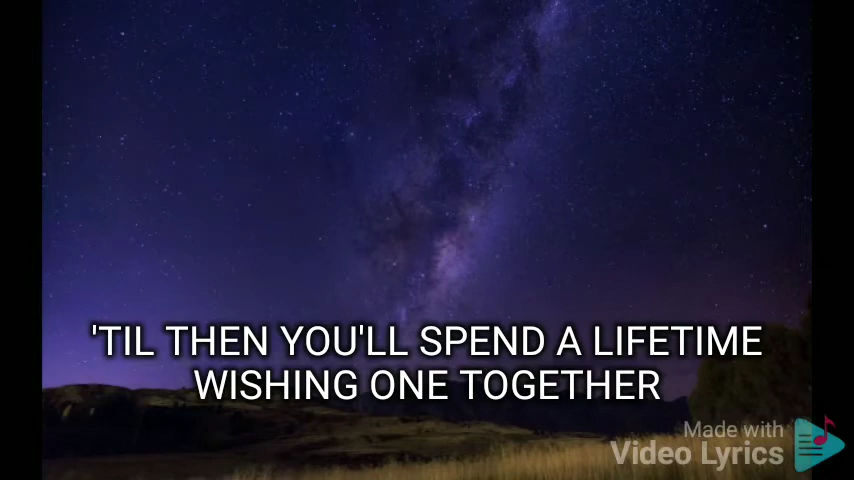 'TIL THEN YOU'LL SPEND A LIFETIME
WISHING ONE TOGETHER
Made with
Video Lyrics